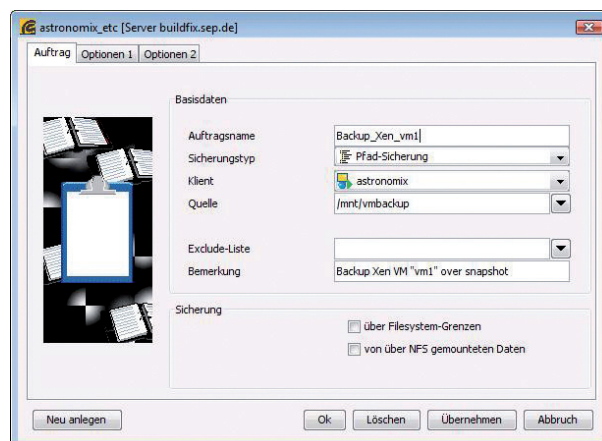 astronomix_etc [Server buildfix.sep.de]
Auftrag Optionen 1 Optionen 2
Basisdaten
Auftragsname Backup_Xen_vm1
Sicherungstyp Pfad-Sicherung
Klient astronomix
Quelle /mnt/vmbackup
Exclude-Liste
Bemerkung Backup Xen VM "vm1" over snapshot
Sicherung
über Filesystem-Grenzen
von über NFS gemounteten Daten
Neu anlegen Ok Löschen Übernehmen Abbruch